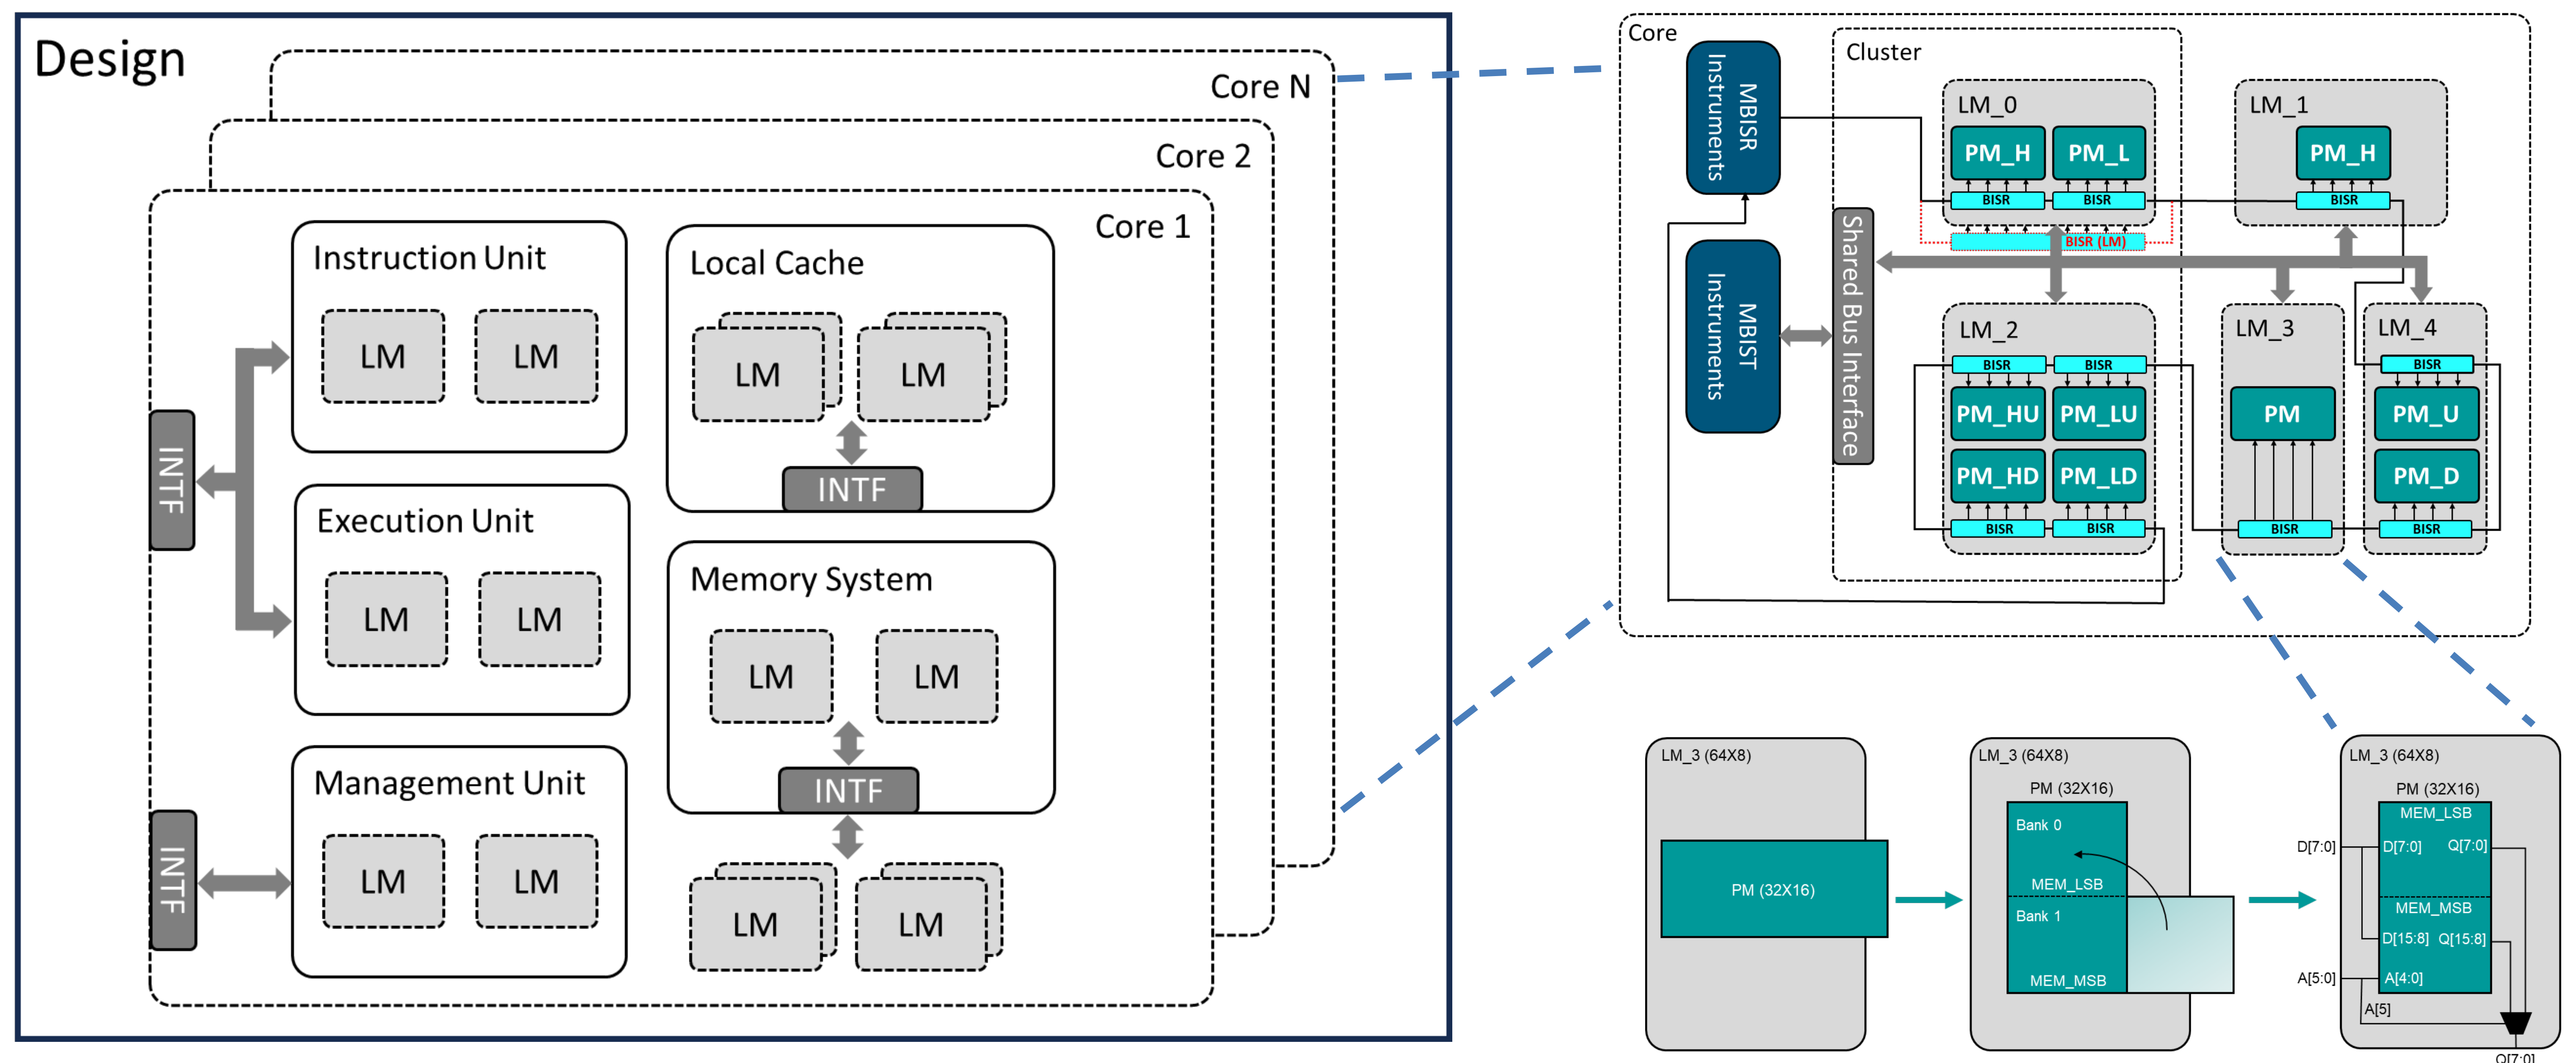 Design
Core N
Core 2
Core 1
Instruction Unit
LM
LM
Execution Unit
LM
LM
Management Unit
LM
LM
INTF
INTF
Local Cache
LM
LM
INTF
Memory System
LM
LM
INTF
LM
LM
Core
MBISR
Instruments
MBIST
Instruments
Cluster
Shared Bus Interface
LM_0
PM_H
PM_L
BISR
BISR
BISR (LM)
LM_1
PM_H
BISR
LM_2
BISR
BISR
PM_HU
PM_LU
PM_HD
PM_LD
BISR
BISR
LM_3
PM
BISR
LM_4
BISR
PM_U
PM_D
BISR
LM_3 (64X8)
PM (32X16)
LM_3 (64X8)
PM (32X16)
Bank 0
MEM_LSB
Bank 1
MEM_MSB
LM_3 (64X8)
PM (32X16)
MEM_LSB
D[7:0]
D[7:0]
Q[7:0]
MEM_MSB
D[15:8]
Q[15:8]
A[5:0]
A[4:0]
A[5]
Q[7:0]